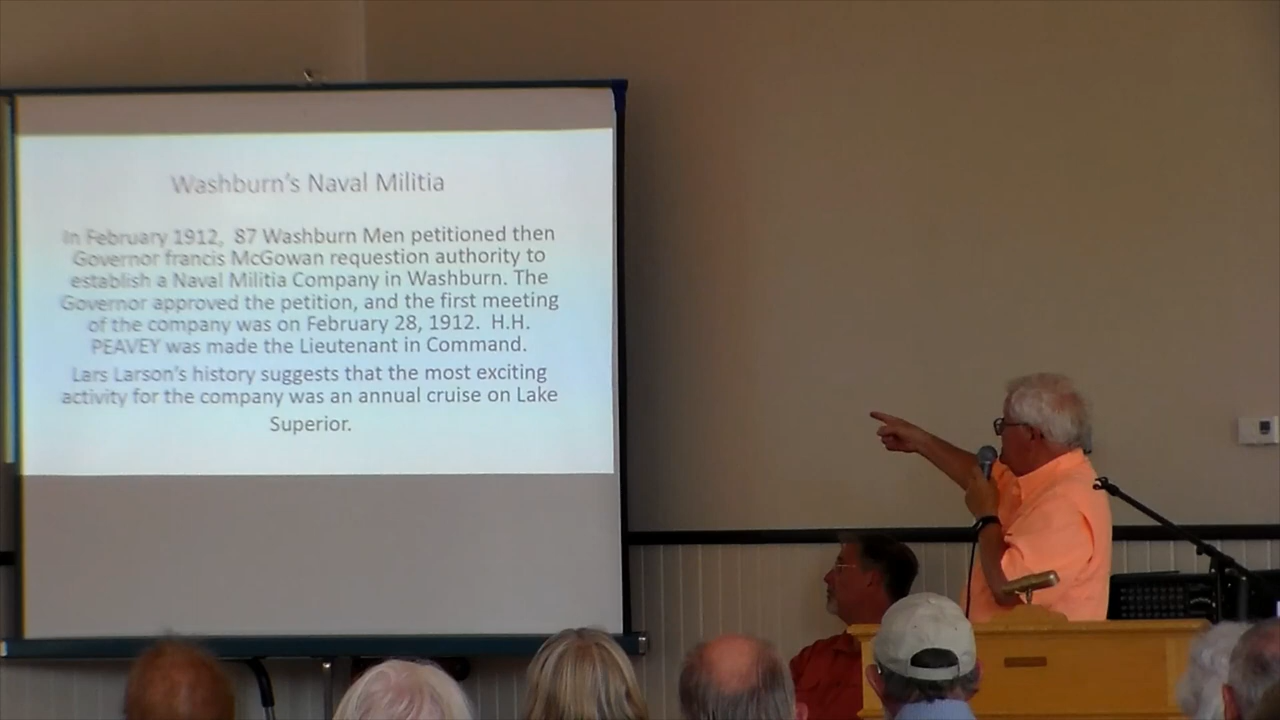 Washburn's Naval Militia
In February 1912, 87 Washburn Men petitioned then
Governor francis McGowan requestion authority to
establish a Naval Militia Company in Washburn. The
Governor approved the petition, and the first meeting
of the company was on February 28, 1912. H.H.
PEAVEY was made the Lieutenant in Command.
Lars Larson's history suggests that the most exciting
activity for the company was an annual cruise on Lake
Superior.